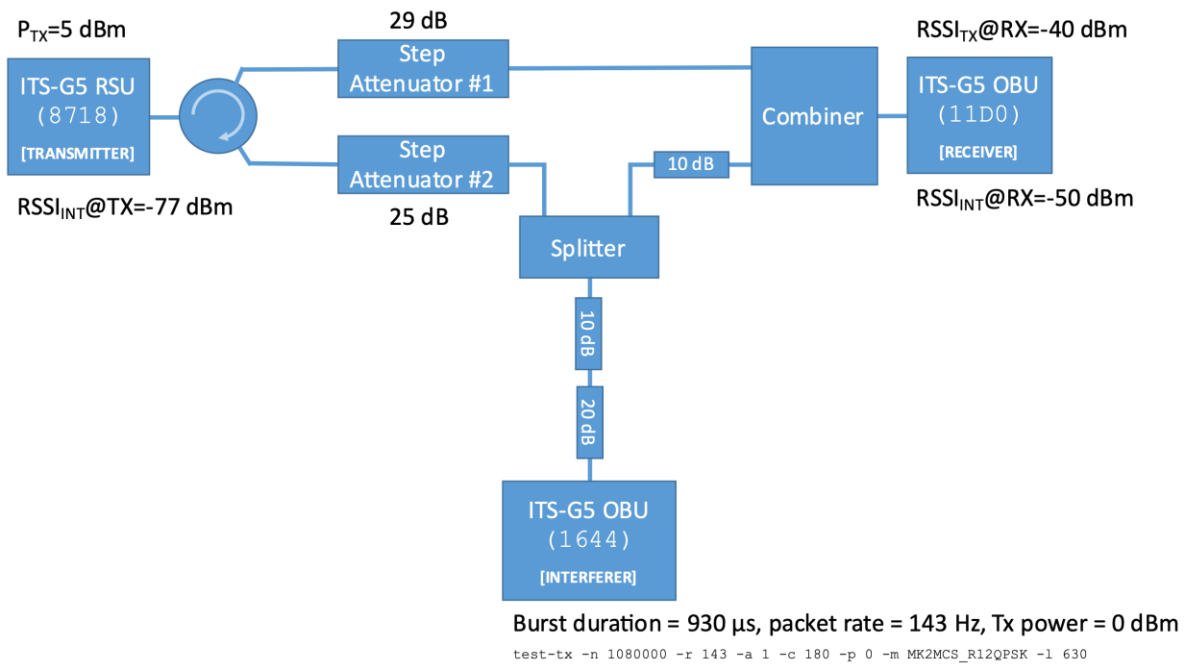 P_TX=5 dBm
ITS-G5 RSU
(8718)
[TRANSMITTER]
RSSI_INT@TX=-77 dBm
29 dB
Step
Attenuator #1
Step
Attenuator #2
25 dB
Combiner
10 dB
Splitter
RSSI_TX@RX=-40 dBm
ITS-G5 OBU
(11D0)
[RECEIVER]
RSSI_INT@RX=-50 dBm
10 dB
20 dB
ITS-G5 OBU
(1644)
[INTERFERER]
Burst duration = 930 µs, packet rate = 143 Hz, Tx power = 0 dBm
test-tx -n 1080000 -r 143 -a 1 -c 180 -p 0 -m MK2MCS_R12QPSK -l 630